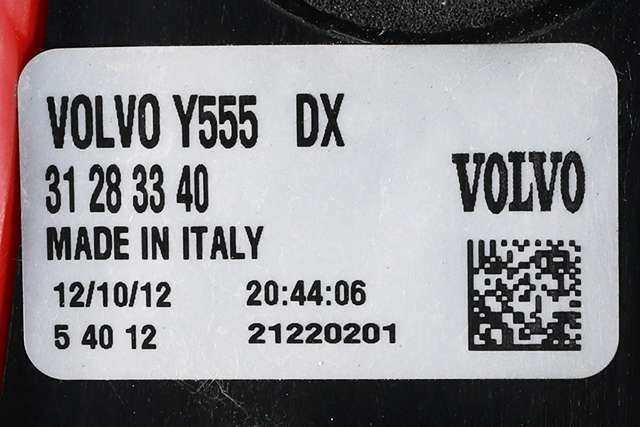 VOLVO Y555 DX
31 28 33 40
VOLVO
MADE IN ITALY
12/10/12 20:44:06
5 40 12 21220201